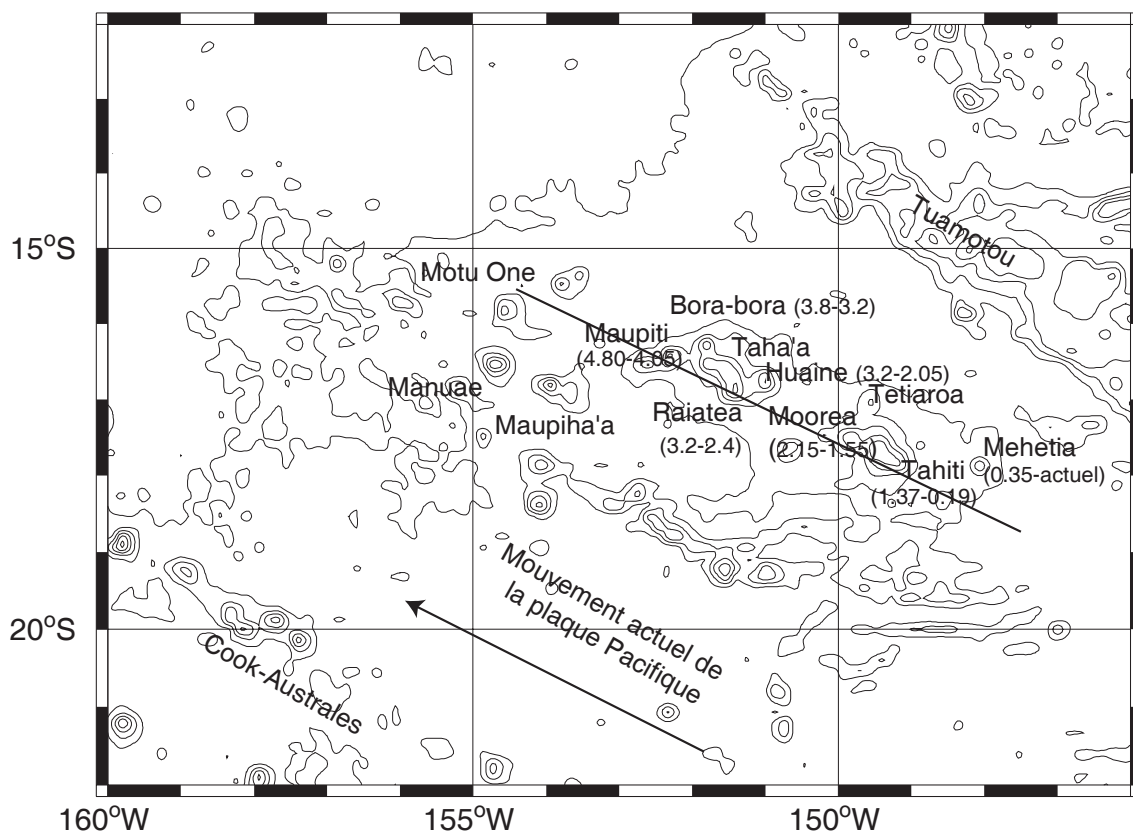 15°S
20°S
160°W
155°W
150°W
Tuamotou
Motu One
Bora-bora (3.8-3.2)
Maupiti
(4.80-4.05)
Taha'a
Huaine (3.2-2.05)
Tetiaroa
Manuae
Maupiha'a
Raiatea
(3.2-2.4)
Moorea
(2.15-1.55)
Mehetia
(0.35-actuel)
Tahiti
(1.37-0.19)
Mouvement actuel de
la plaque Pacifique
Cook-Australes